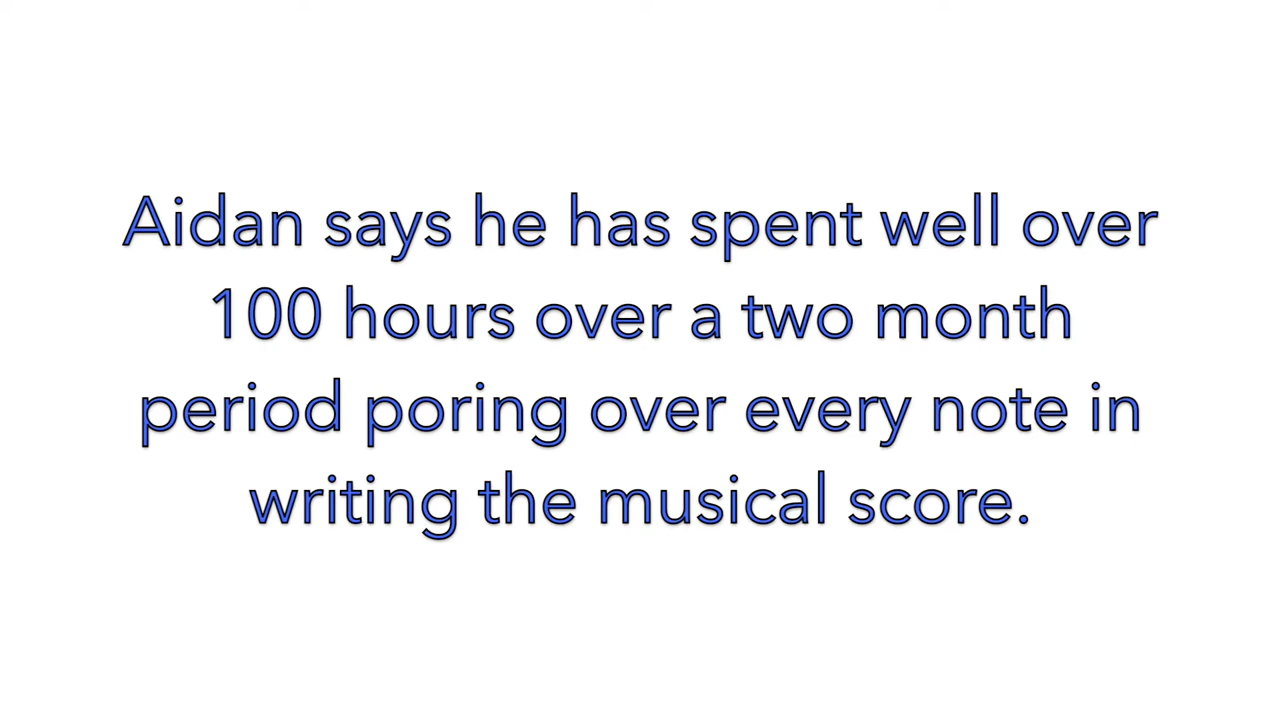 Aidan says he has spent well over
100 hours over a two month
period poring over every note in
writing the musical score.